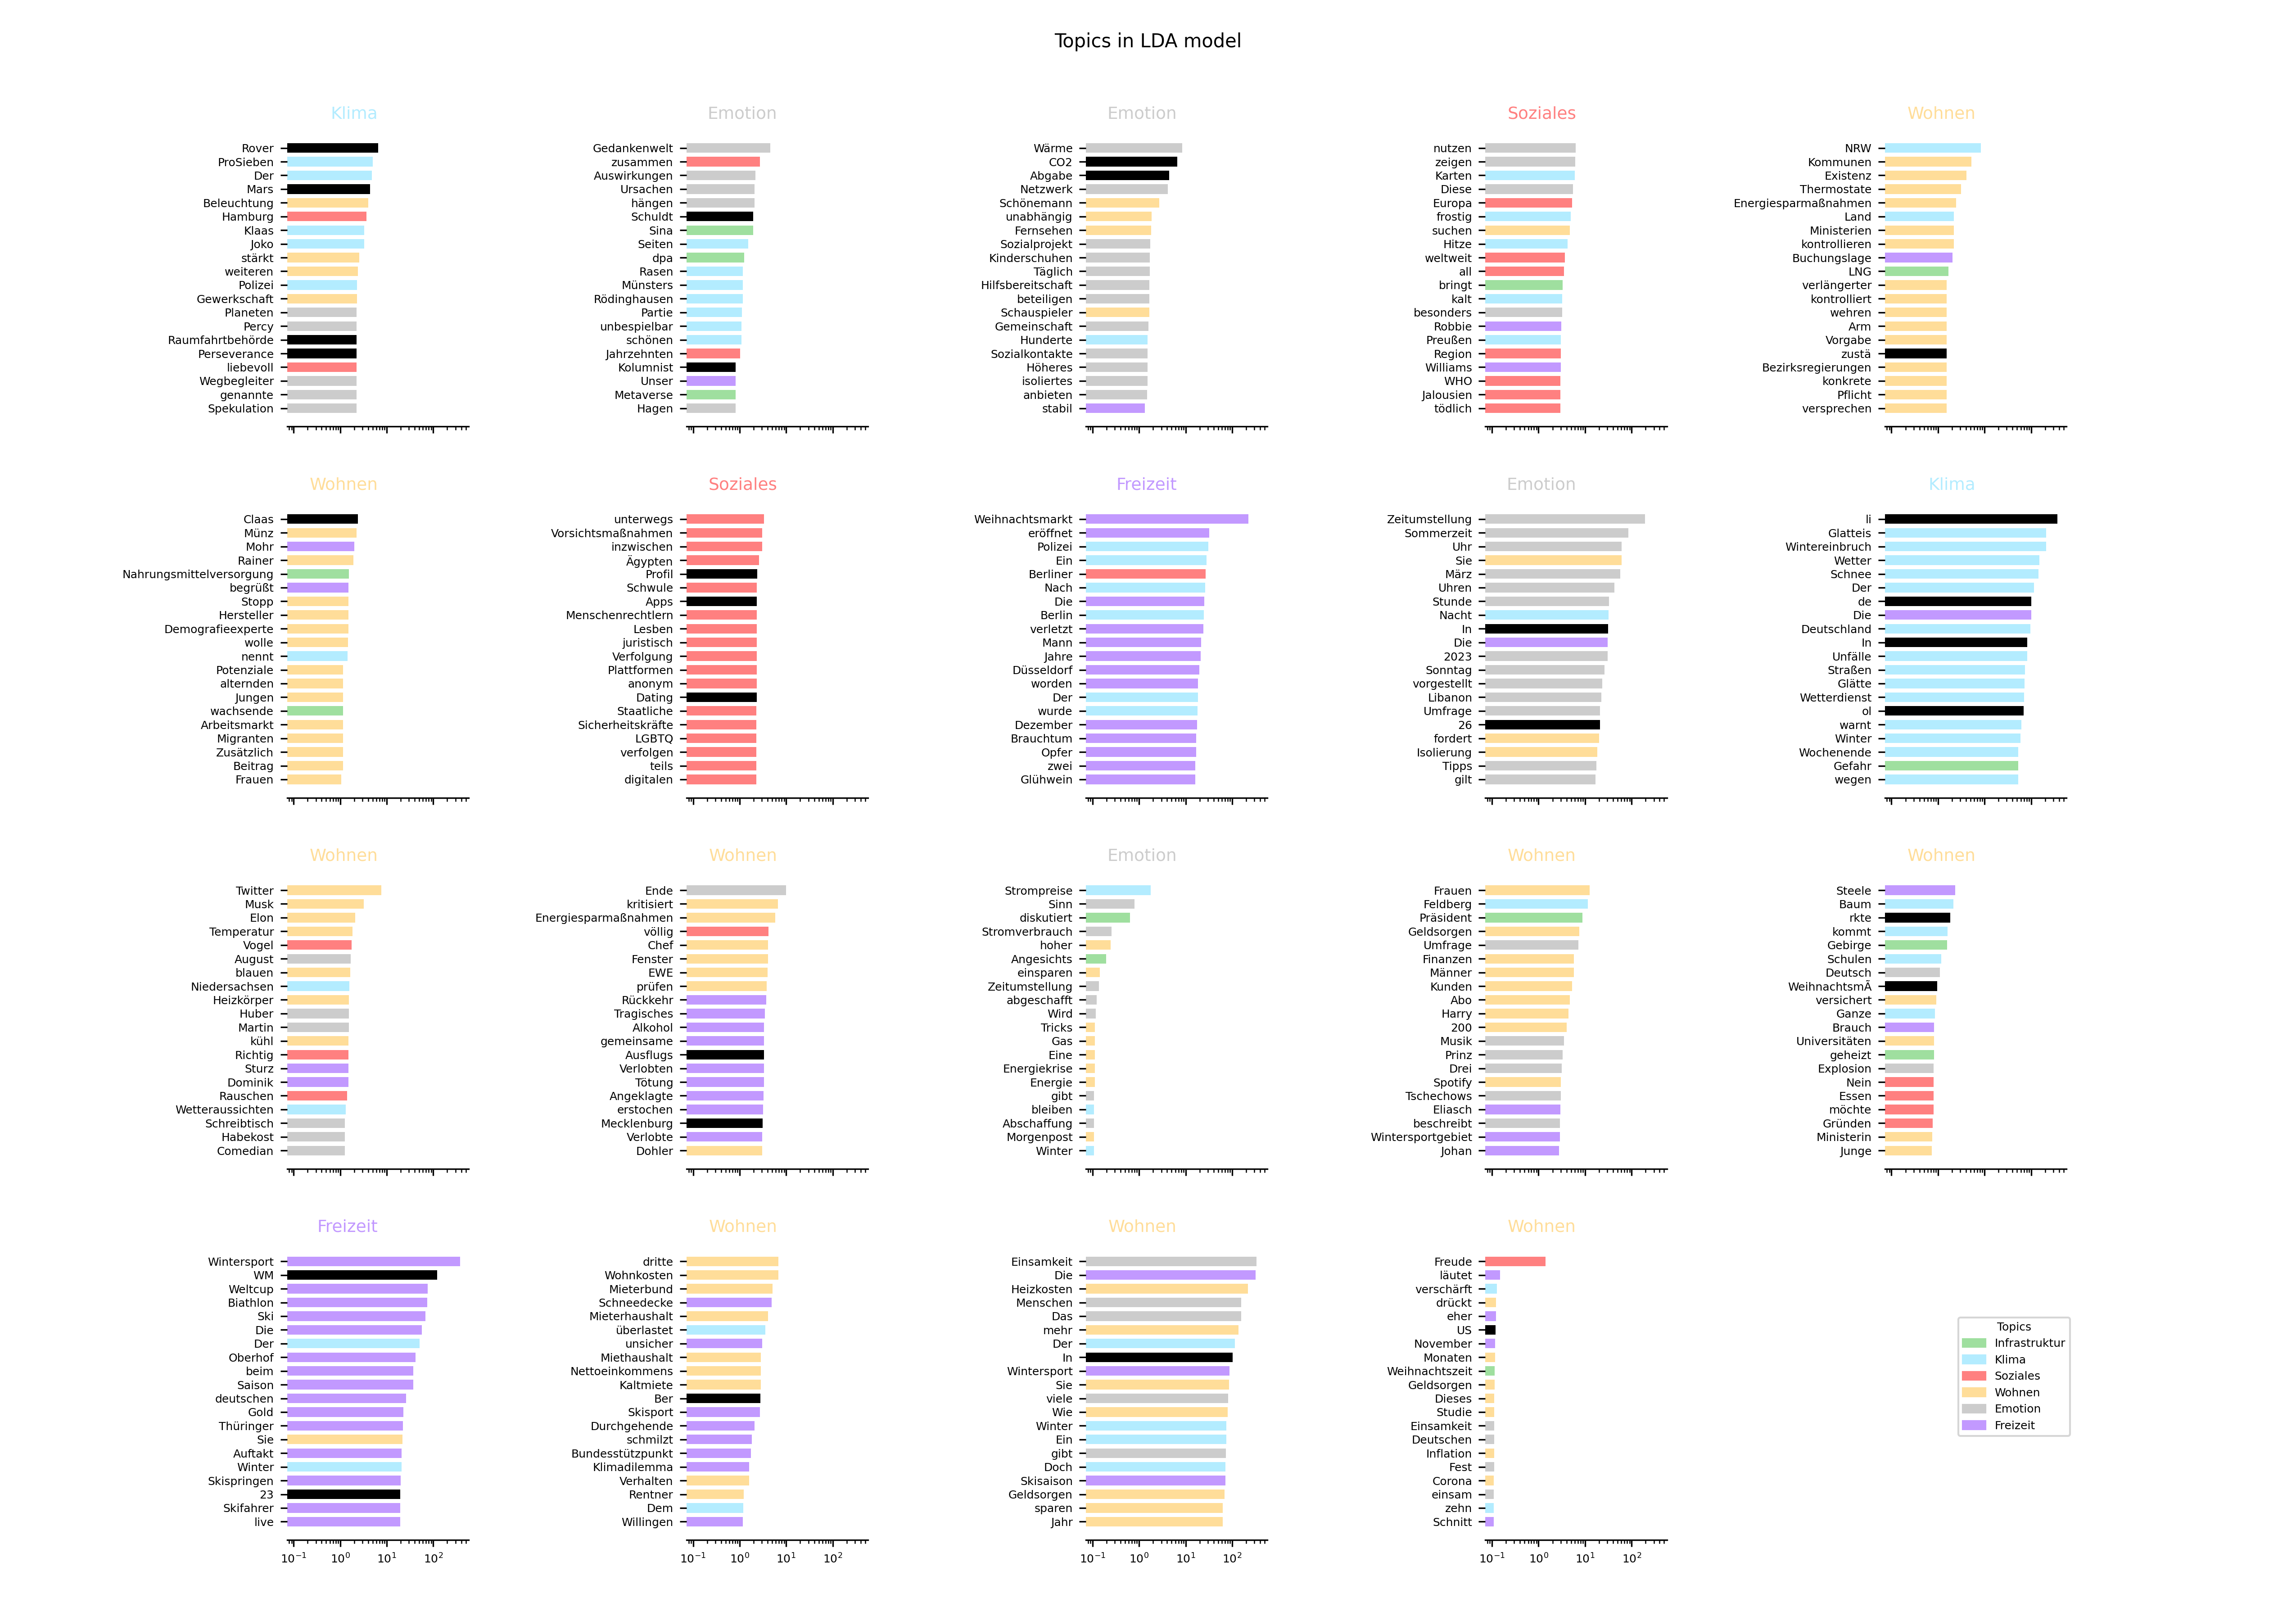 Topics in LDA model
Klima
Rover
ProSieben
Der
Mars
Beleuchtung
Hamburg
Klaas
Joko
stärkt
weiteren
Polizei
Gewerkschaft
Planeten
Percy
Raumfahrtbehörde
Perseverance
liebevoll
Wegbegleiter
genannte
Spekulation
Emotion
Gedankenwelt
zusammen
Auswirkungen
Ursachen
hängen
Schuldt
Sina
Seiten
dpa
Rasen
Münsters
Rödinghausen
Partie
unbespielbar
schönen
Jahrzehnten
Kolumnist
Unser
Metaverse
Hagen
Emotion
Wärme
CO2
Abgabe
Netzwerk
Schönemann
unabhängig
Fernsehen
Sozialprojekt
Kinderschuhen
Täglich
Hilfsbereitschaft
beteiligen
Schauspieler
Gemeinschaft
Hunderte
Sozialkontakte
Höheres
isoliertes
anbieten
stabil
Soziales
nutzen
zeigen
Karten
Diese
Europa
frostig
suchen
Hitze
weltweit
all
bringt
kalt
besonders
Robbie
Preußen
Region
Williams
WHO
Jalousien
tödlich
Wohnen
NRW
Kommunen
Existenz
Thermostate
Energiesparmaßnahmen
Land
Ministerien
kontrollieren
Buchungslage
LNG
verlängerter
kontrolliert
wehren
Arm
Vorgabe
zustä
Bezirksregierungen
konkrete
Pflicht
versprechen
Wohnen
Claas
Münz
Mohr
Rainer
Nahrungsmittelversorgung
begrüßt
Stopp
Hersteller
Demografieexperte
wolle
nennt
Potenziale
alternden
Jungen
wachsende
Arbeitsmarkt
Migranten
Zusätzlich
Beitrag
Frauen
Soziales
unterwegs
Vorsichtsmaßnahmen
inzwischen
Ägypten
Profil
Schwule
Apps
Menschenrechtlern
Lesben
juristisch
Verfolgung
Plattformen
anonym
Dating
Staatliche
Sicherheitskräfte
LGBTQ
verfolgen
teils
digitalen
Freizeit
Weihnachtsmarkt
eröffnet
Polizei
Ein
Berliner
Nach
Die
Berlin
verletzt
Mann
Jahre
Düsseldorf
worden
Der
wurde
Dezember
Brauchtum
Opfer
zwei
Glühwein
Emotion
Zeitumstellung
Sommerzeit
Uhr
Sie
März
Uhren
Stunde
Nacht
In
Die
2023
Sonntag
vorgestellt
Libanon
Umfrage
26
fordert
Isolierung
Tipps
gilt
Klima
li
Glatteis
Wintereinbruch
Wetter
Schnee
Der
de
Die
Deutschland
In
Unfälle
Straßen
Glätte
Wetterdienst
ol
warnt
Winter
Wochenende
Gefahr
wegen
Wohnen
Twitter
Musk
Elon
Temperatur
Vogel
August
blauen
Niedersachsen
Heizkörper
Huber
Martin
kühl
Richtig
Sturz
Dominik
Rauschen
Wetteraussichten
Schreibtisch
Habekost
Comedian
Wohnen
Ende
kritisiert
Energiesparmaßnahmen
völlig
Chef
Fenster
EWE
prüfen
Rückkehr
Tragisches
Alkohol
gemeinsame
Ausflugs
Verlobten
Tötung
Angeklagte
erstochen
Mecklenburg
Verlobte
Dohler
Emotion
Strompreise
Sinn
diskutiert
Stromverbrauch
hoher
Angesichts
einsparen
Zeitumstellung
abgeschafft
Wird
Tricks
Gas
Eine
Energiekrise
Energie
gibt
bleiben
Abschaffung
Morgenpost
Winter
Wohnen
Frauen
Feldberg
Präsident
Geldsorgen
Umfrage
Finanzen
Männer
Kunden
Abo
Harry
200
Musik
Prinz
Drei
Spotify
Tschechows
Eliasch
beschreibt
Wintersportgebiet
Johan
Wohnen
Steele
Baum
rkte
kommt
Gebirge
Schulen
Deutsch
WeihnachtsmÃ
versichert
Ganze
Brauch
Universitäten
geheizt
Explosion
Nein
Essen
möchte
Gründen
Ministerin
Junge
Freizeit
Wintersport
WM
Weltcup
Biathlon
Ski
Die
Der
Oberhof
beim
Saison
deutschen
Gold
Thüringer
Sie
Auftakt
Winter
Skispringen
23
Skifahrer
live
10⁻¹ 10⁰ 10¹ 10²
Wohnen
dritte
Wohnkosten
Mieterbund
Schneedecke
Mieterhaushalt
überlastet
unsicher
Miethaushalt
Nettoeinkommens
Kaltmiete
Ber
Skisport
Durchgehende
schmilzt
Bundesstützpunkt
Klimadilemma
Verhalten
Rentner
Dem
Willingen
10⁻¹ 10⁰ 10¹ 10²
Wohnen
Einsamkeit
Die
Heizkosten
Menschen
Das
mehr
Der
In
Wintersport
Sie
viele
Wie
Winter
Ein
gibt
Doch
Skisaison
Geldsorgen
sparen
Jahr
10⁻¹ 10⁰ 10¹ 10²
Wohnen
Freude
läutet
verschärft
drückt
eher
US
November
Monaten
Weihnachtszeit
Geldsorgen
Dieses
Studie
Einsamkeit
Deutschen
Inflation
Fest
Corona
einsam
zehn
Schnitt
10⁻¹ 10⁰ 10¹ 10²
Topics
Infrastruktur
Klima
Soziales
Wohnen
Emotion
Freizeit